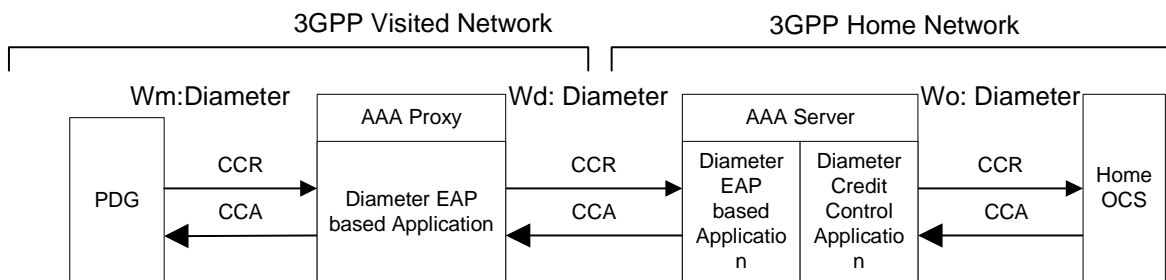 3GPP Visited Network
3GPP Home Network
Wm:Diameter
Wd: Diameter
Wo: Diameter
PDG
CCR
CCA
AAA Proxy
Diameter EAP
based Application
CCR
CCA
AAA Server
Diameter
EAP
based
Applicatio
n
Diameter
Credit
Control
Applicatio
n
CCR
CCA
Home
OCS